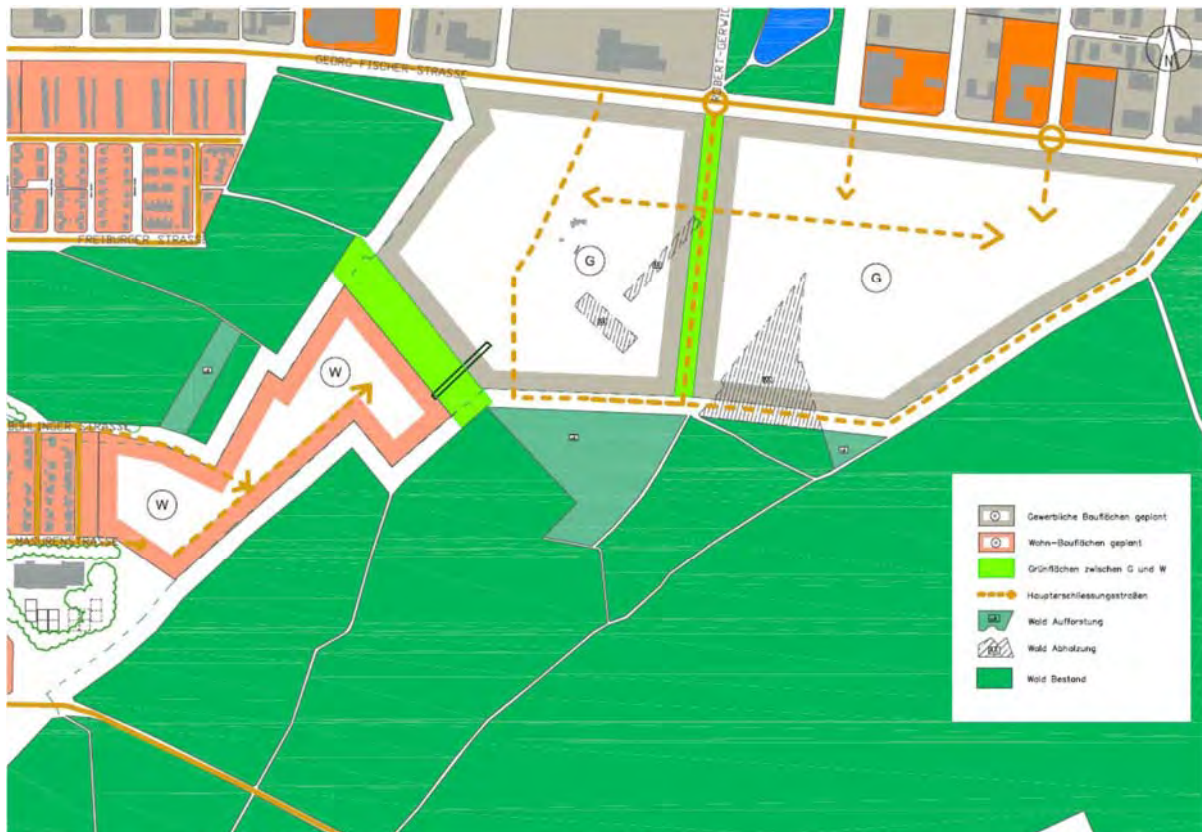 GEORG-FISCHER-STRASSE
FREIBURGER STRASSE
MASURENSTRASSE
N
G
G
W
W
Gewerbliche Bauflächen geplant
Wohn-Bauflächen geplant
Grünflächen zwischen G und W
Haupterschliessungsstraßen
Wald Aufforstung
Wald Abholzung
Wald Bestand